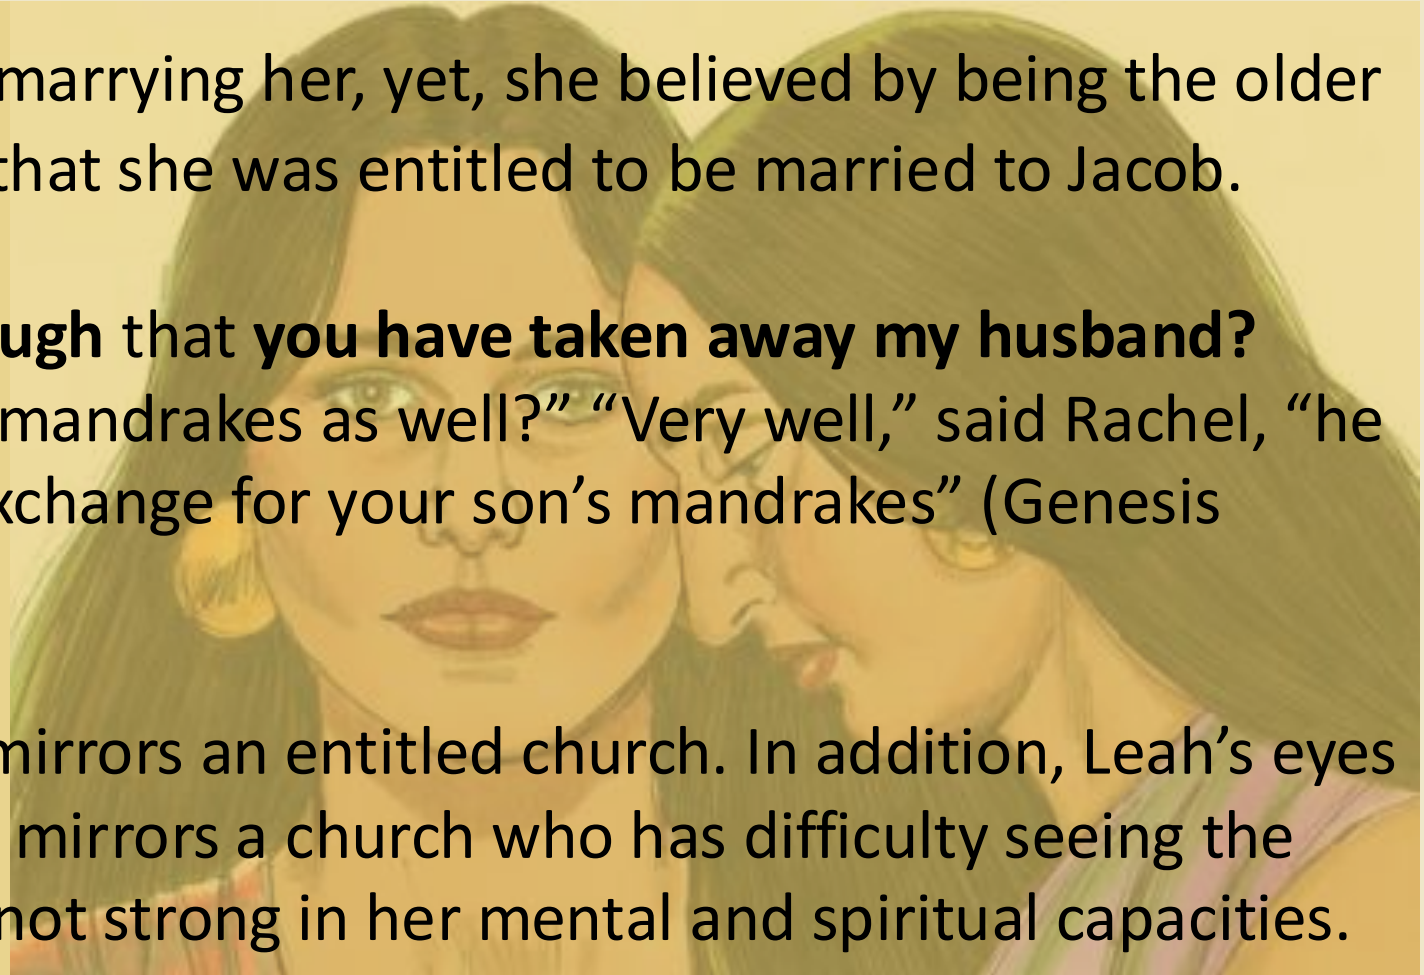 marrying her, yet, she believed by being the older
that she was entitled to be married to Jacob.
ugh that you have taken away my husband?
mandrakes as well?” “Very well,” said Rachel, “he
xchange for your son’s mandrakes” (Genesis
mirrors an entitled church. In addition, Leah’s eyes
mirrors a church who has difficulty seeing the
not strong in her mental and spiritual capacities.